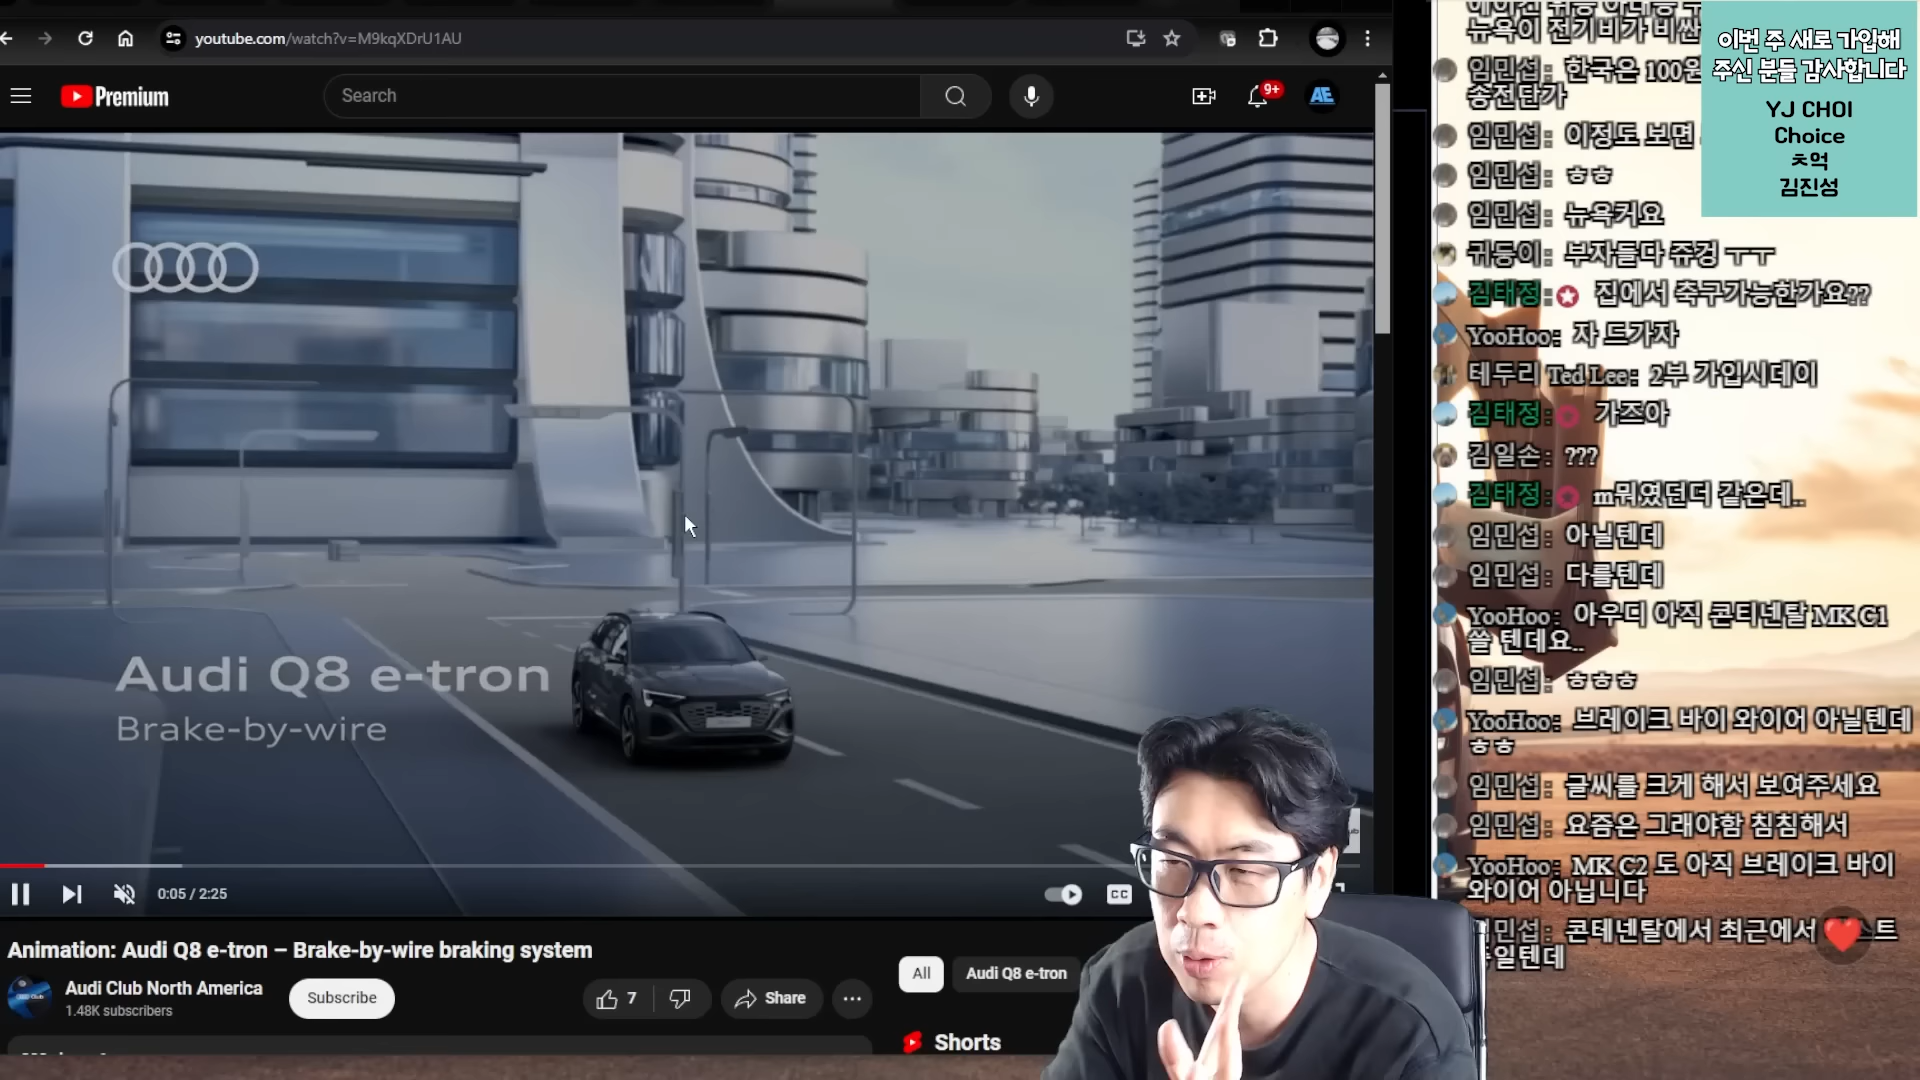 youtube.com/watch?v=M9kqXDrU1AU
Premium
Search
9+
AE
Audi Q8 e-tron
Brake-by-wire
0:05 / 2:25
CC
Animation: Audi Q8 e-tron – Brake-by-wire braking system
Audi Club North America
1.48K subscribers
Subscribe
7
Share
All
Audi Q8 e-tron
Shorts
뉴욕이 전기비가 비싼
임민섭: 한국은 100원
송전단가
임민섭: 이정도 보면
임민섭: ㅎㅎ
임민섭: 뉴욕커요
귀등이: 부자들다 쥬겅 ㅜㅜ
김태정: 집에서 축구가능한가요??
YooHoo: 자 드가자
테두리 Ted Lee: 2부 가입시데이
김태정: 가즈아
김일손: ???
김태정: m뭐였던더 같은데..
임민섭: 아닐텐데
임민섭: 다를텐데
YooHoo: 아우디 아직 콘티넨탈 MK C1
쓸 텐데요..
임민섭: ㅎㅎㅎ
YooHoo: 브레이크 바이 와이어 아닐텐데
ㅎㅎ
임민섭: 글씨를 크게 해서 보여주세요
임민섭: 요즘은 그래야함 침침해서
YooHoo: MK C2 도 아직 브레이크 바이
와이어 아닙니다
민섭: 콘테넨탈에서 최근에서 스트
일텐데
이번 주 새로 가입해
주신 분들 감사합니다
YJ CHOI
Choice
ㅊ억
김진성